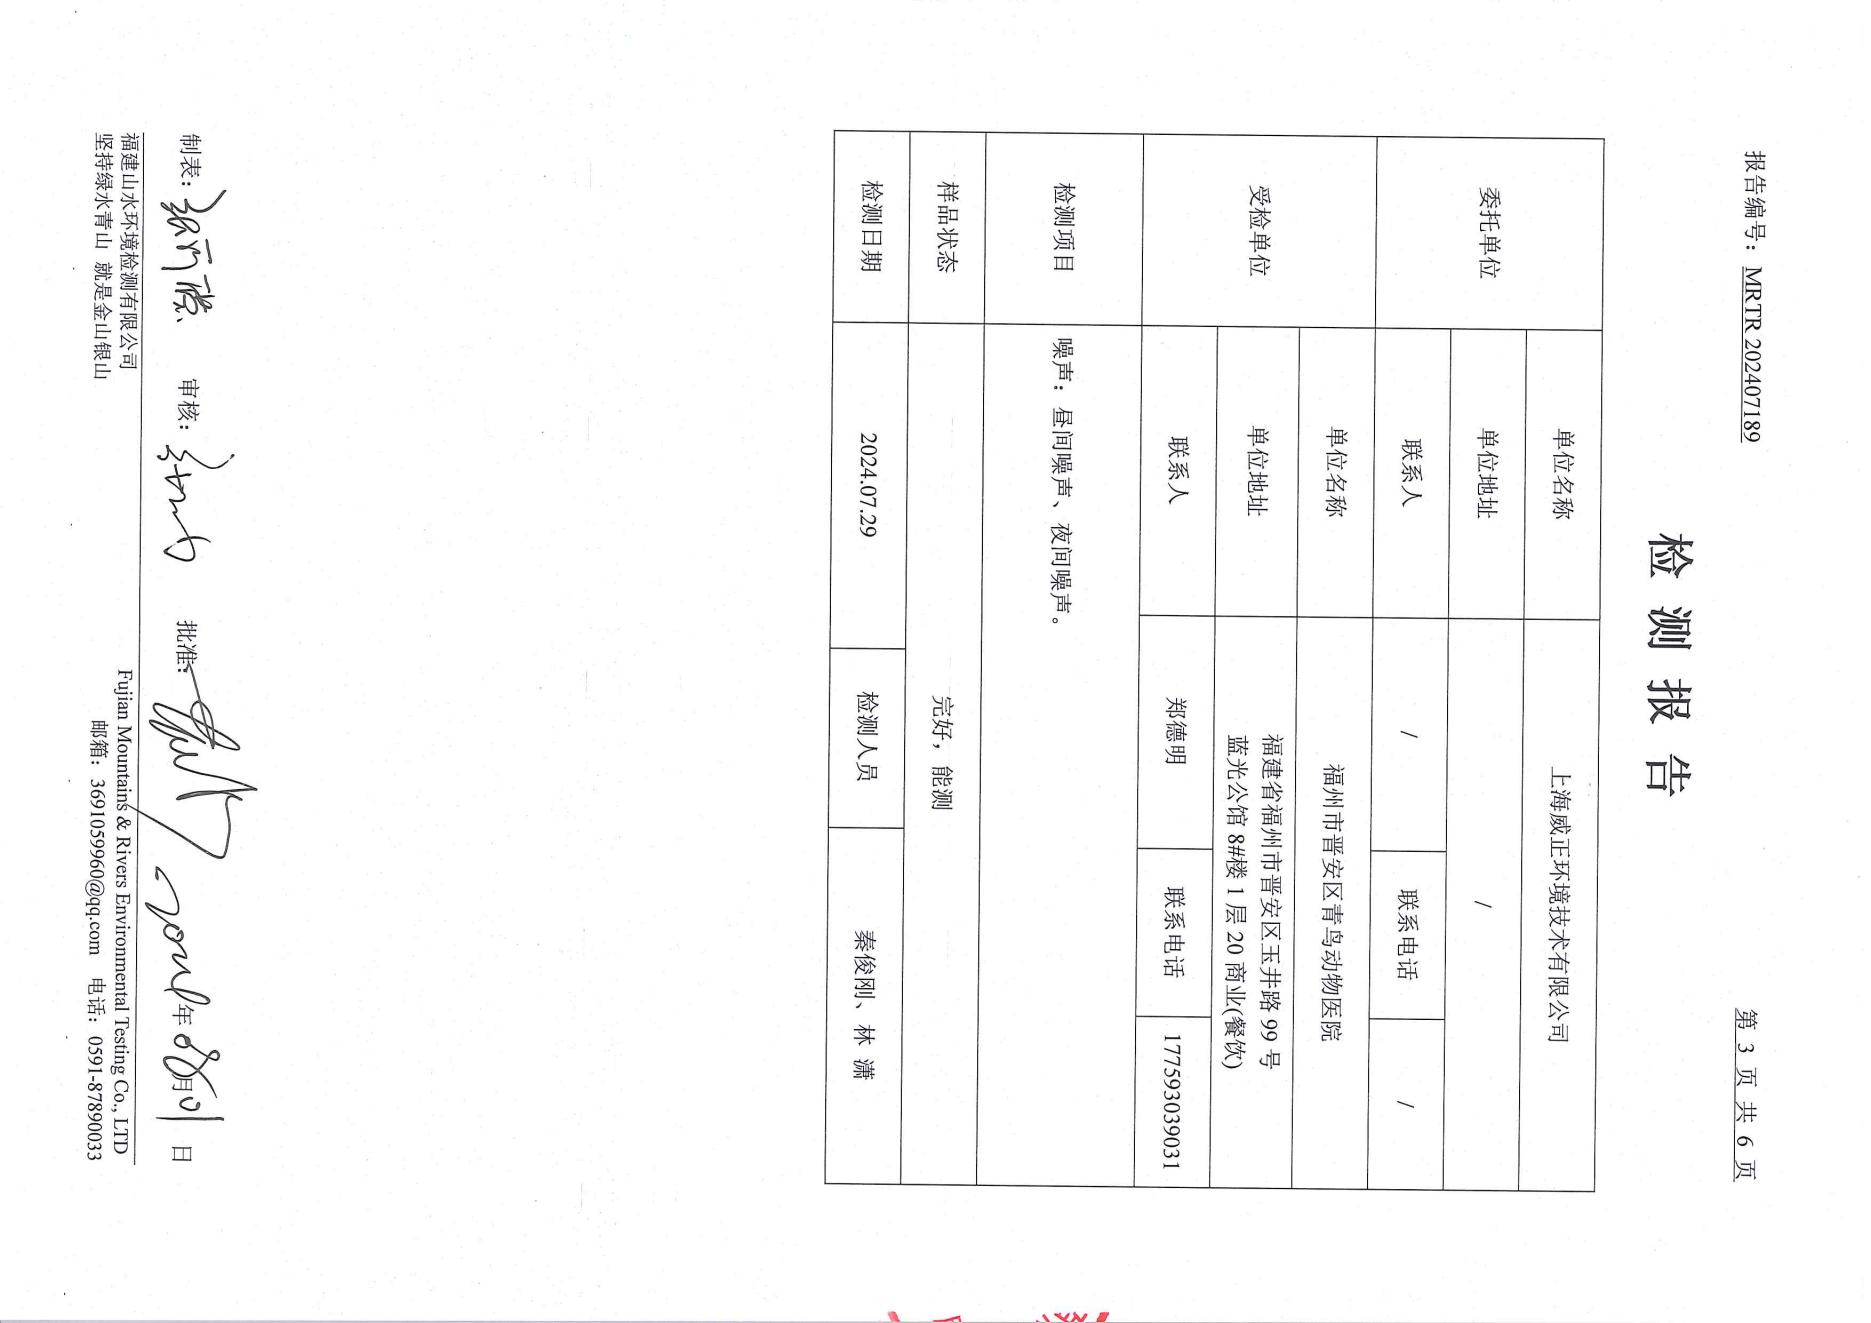 报告编号：MRTR 202407189 第 3 页 共 6 页
检 测 报 告
委托单位 单位名称 上海威正环境技术有限公司
单位地址 /
联系人 / 联系电话 /
受检单位 单位名称 福州市晋安区青鸟动物医院
单位地址 福建省福州市晋安区玉井路 99 号
蓝光公馆 8#楼 1 层 20 商业(餐饮)
联系人 郑德明 联系电话 177593039031
检测项目 噪声：昼间噪声、夜间噪声。
样品状态 完好，能测
检测日期 2024.07.29 检测人员 秦俊刚、林 潇
制表： 审核： 批准： 2024年08月01日
福建山水环境检测有限公司 Fujian Mountains & Rivers Environmental Testing Co., LTD
坚持绿水青山 就是金山银山 邮箱：3691059960@qq.com 电话：0591-87890033